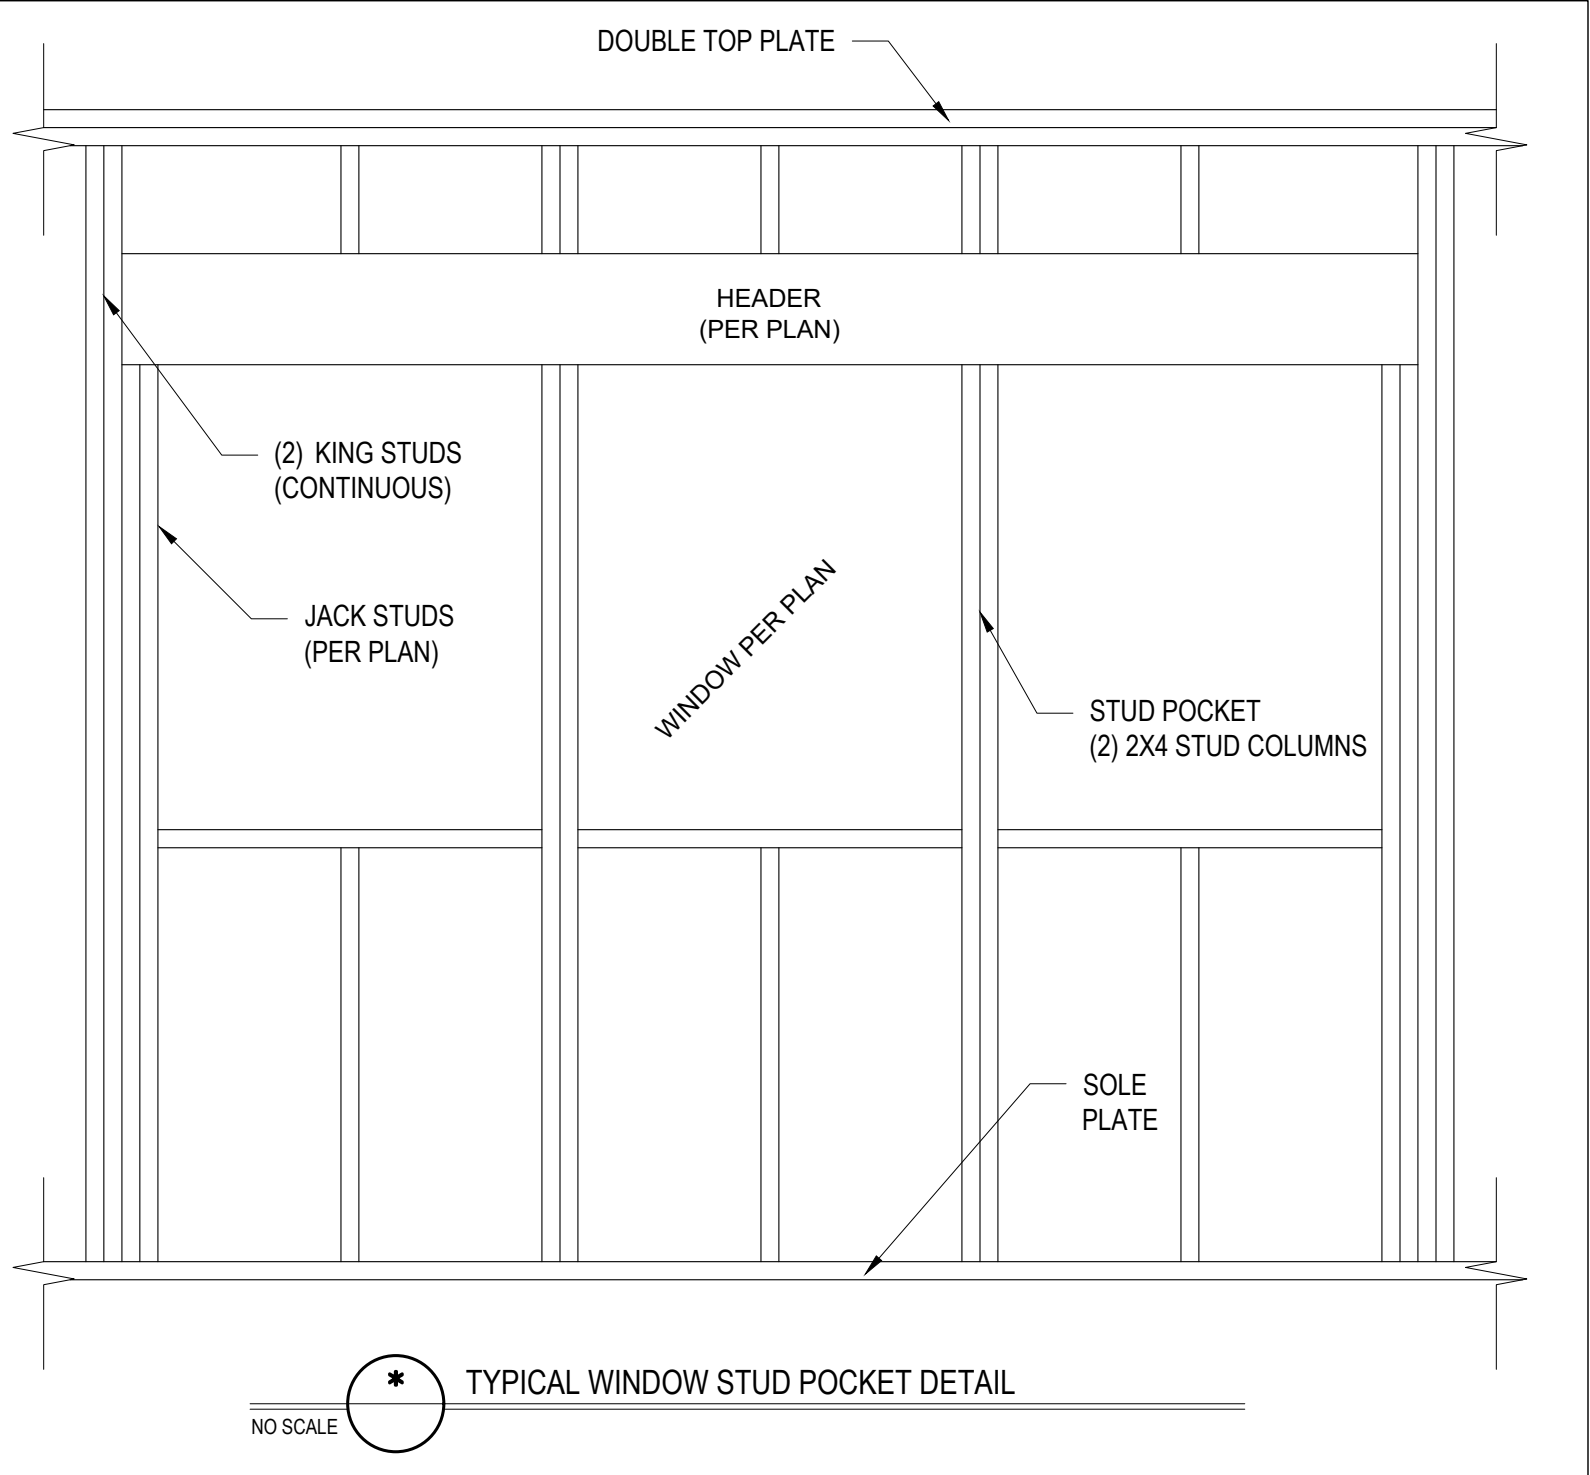 DOUBLE TOP PLATE
HEADER
(PER PLAN)
(2) KING STUDS
(CONTINUOUS)
JACK STUDS
(PER PLAN)
WINDOW PER PLAN
STUD POCKET
(2) 2X4 STUD COLUMNS
SOLE
PLATE
*
TYPICAL WINDOW STUD POCKET DETAIL
NO SCALE